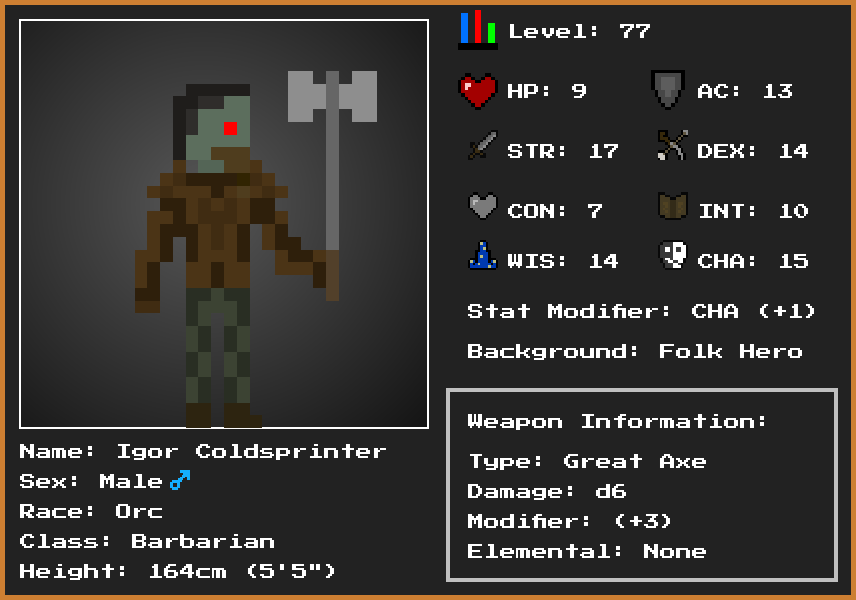 Level: 77
HP: 9
AC: 13
STR: 17
DEX: 14
CON: 7
INT: 10
WIS: 14
CHA: 15
Stat Modifier: CHA (+1)
Background: Folk Hero
Weapon Information:
Type: Great Axe
Damage: d6
Modifier: (+3)
Elemental: None
Name: Igor Coldsprinter
Sex: Male ♂
Race: Orc
Class: Barbarian
Height: 164cm (5'5")